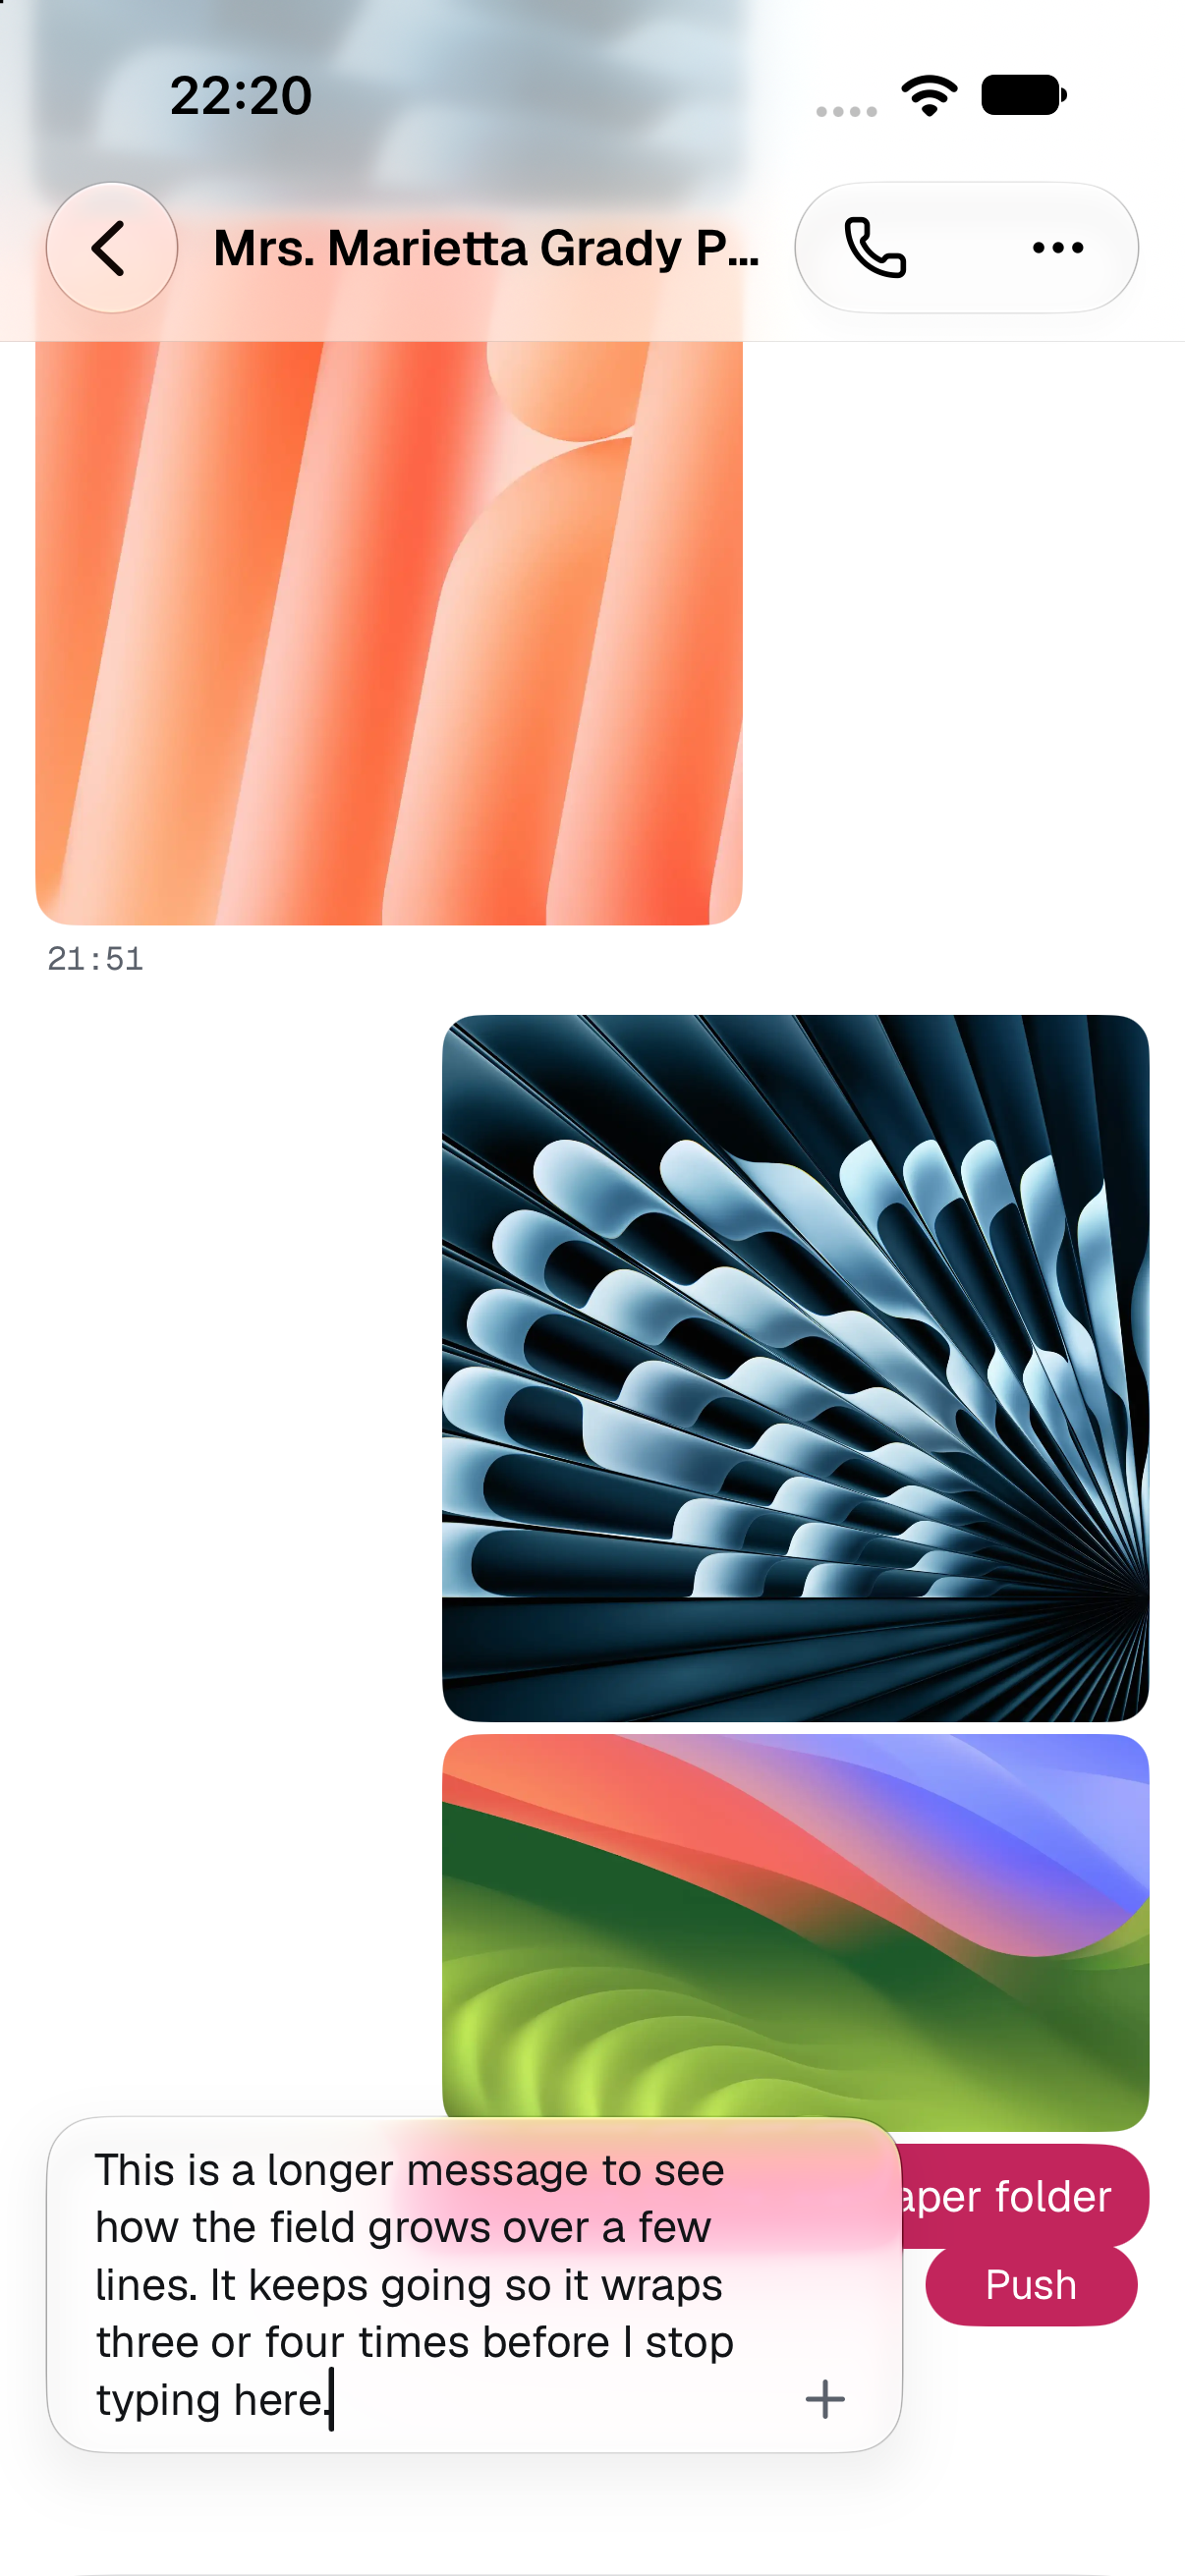 22:20
Mrs. Marietta Grady P...
21:51
folder
This is a longer message to see
how the field grows over a few
lines. It keeps going so it wraps
three or four times before I stop
typing here.
Push